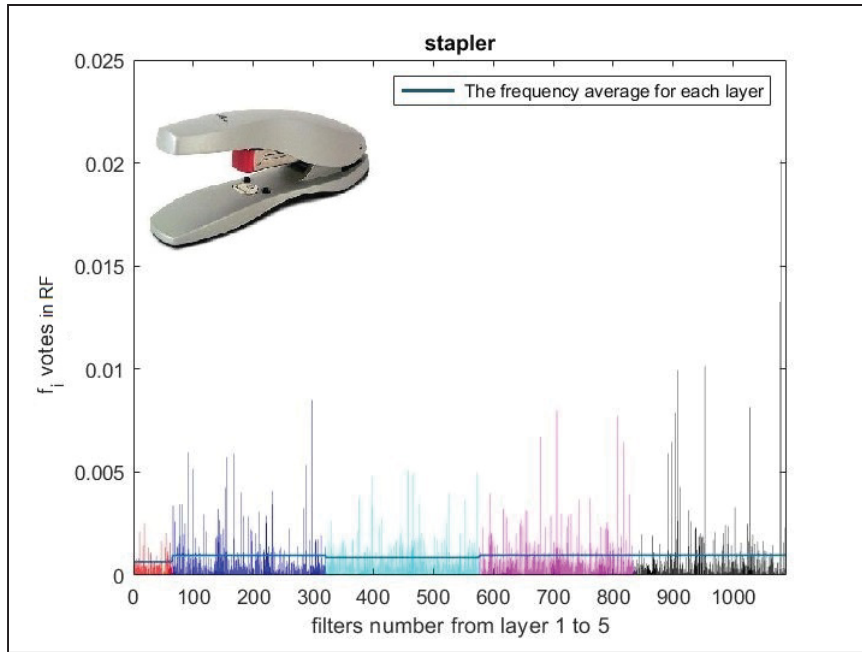 stapler
The frequency average for each layer
0.025
0.02
0.015
0.01
0.005
0
f_i votes in RF
0 100 200 300 400 500 600 700 800 900 1000
filters number from layer 1 to 5